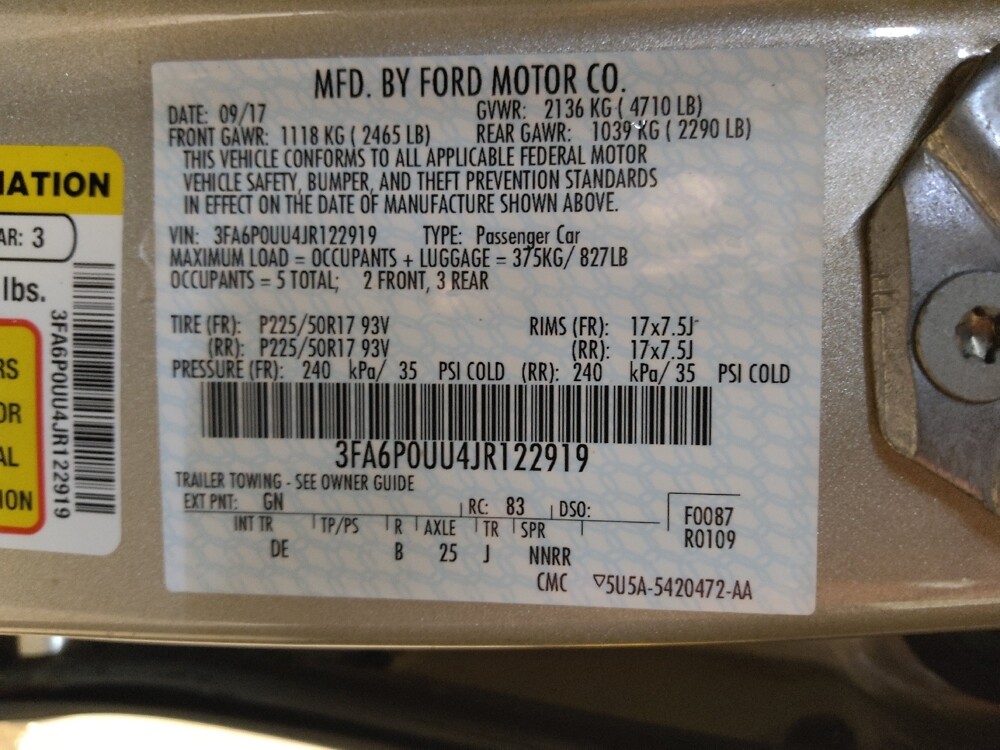 MFD. BY FORD MOTOR CO.
DATE: 09/17 GVWR: 2136 KG ( 4710 LB)
FRONT GAWR: 1118 KG ( 2465 LB) REAR GAWR: 1039 KG ( 2290 LB)
THIS VEHICLE CONFORMS TO ALL APPLICABLE FEDERAL MOTOR
VEHICLE SAFETY, BUMPER, AND THEFT PREVENTION STANDARDS
IN EFFECT ON THE DATE OF MANUFACTURE SHOWN ABOVE.
VIN: 3FA6P0UU4JR122919 TYPE: Passenger Car
MAXIMUM LOAD = OCCUPANTS + LUGGAGE = 375KG/ 827LB
OCCUPANTS = 5 TOTAL; 2 FRONT, 3 REAR
TIRE (FR): P225/50R17 93V RIMS (FR): 17x7.5J
(RR): P225/50R17 93V (RR): 17x7.5J
PRESSURE (FR): 240 kPa/ 35 PSI COLD (RR): 240 kPa/ 35 PSI COLD
3FA6P0UU4JR122919
TRAILER TOWING - SEE OWNER GUIDE
EXT PNT: GN RC: 83 DSO:
INT TR TP/PS R AXLE TR SPR
DE B 25 J NNRR
F0087
R0109
CMC ▽5U5A-5420472-AA
MATION
AR: 3
lbs.
3FA6P0UU4JR122919
RS
OR
AL
ION